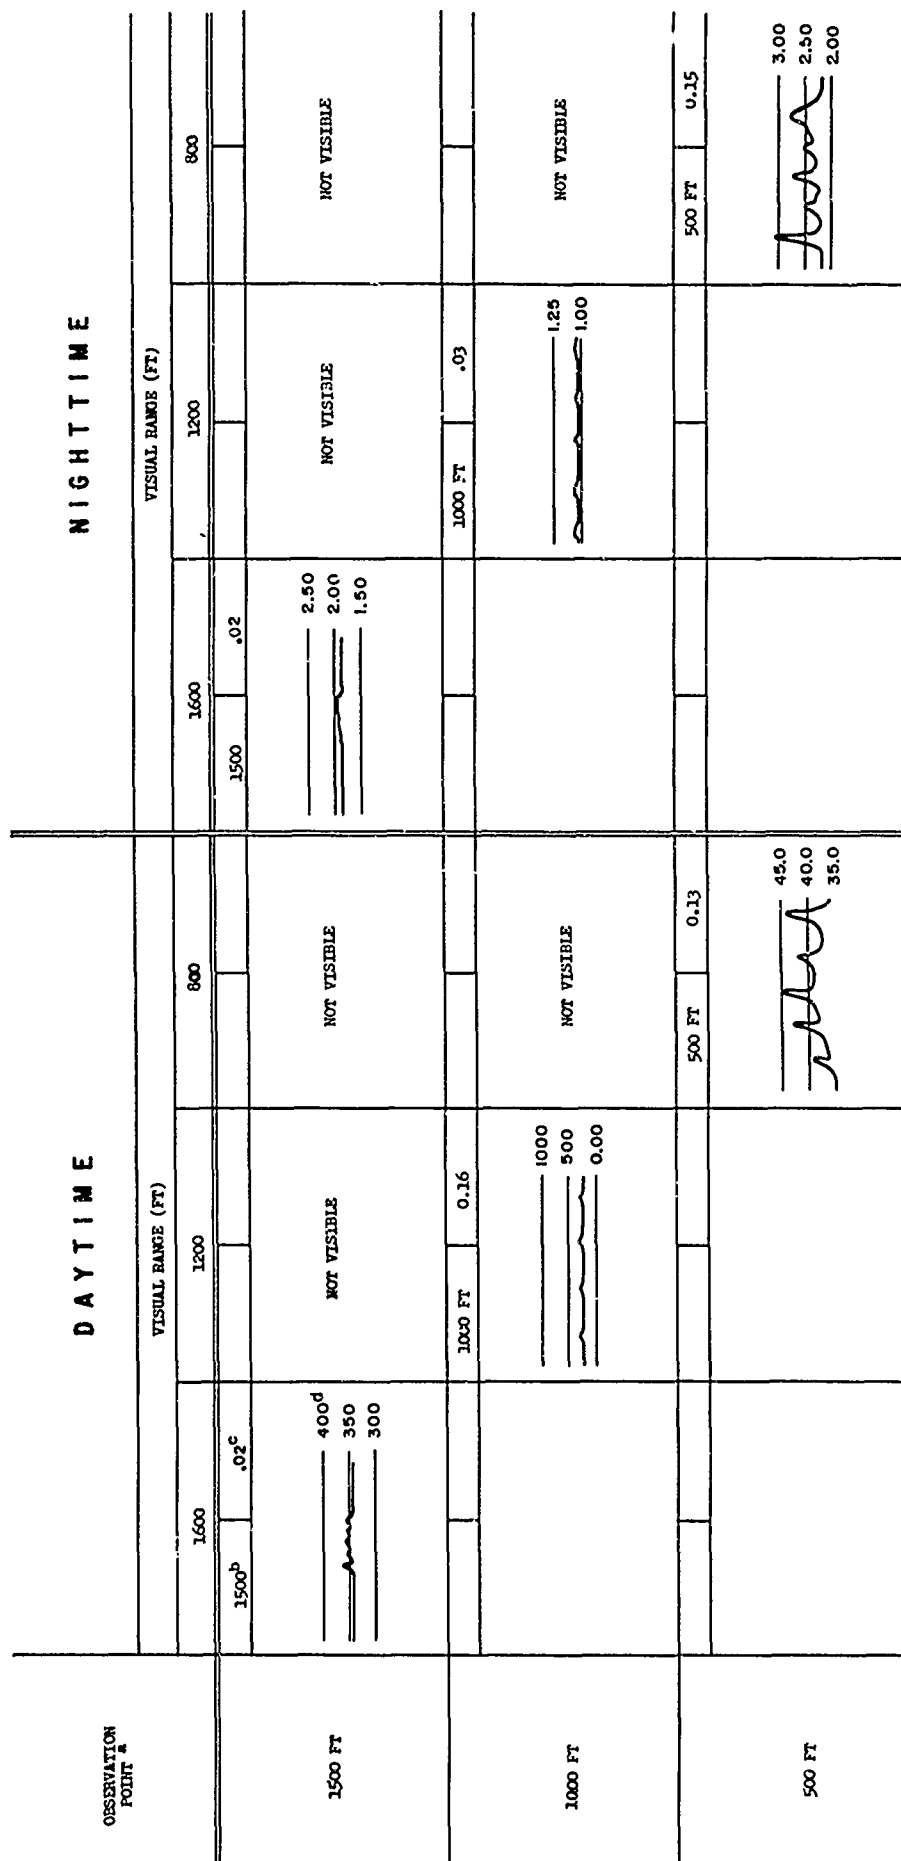 DAYTIME NIGHTTIME
OBSERVATION
POINT a
VISUAL RANGE (FT) VISUAL RANGE (FT)
1600 1200 800 1600 1200 800
1500b .02c 1500 .02
1500 FT
400d
350
300
NOT VISIBLE
NOT VISIBLE
2.50
2.00
1.50
NOT VISIBLE
NOT VISIBLE
1000 FT 0.16 1000 FT .03
1000 FT
1000
500
0.00
NOT VISIBLE
1.25
1.00
NOT VISIBLE
500 FT 0.13 500 FT 0.15
500 FT
45.0
40.0
35.0
3.00
2.50
2.00